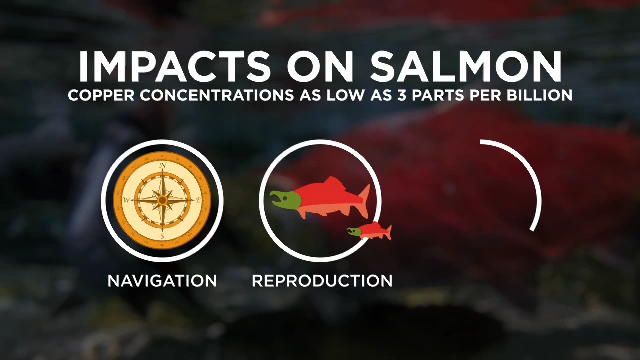 IMPACTS ON SALMON
COPPER CONCENTRATIONS AS LOW AS 3 PARTS PER BILLION
N
W
E
S
NAVIGATION
REPRODUCTION